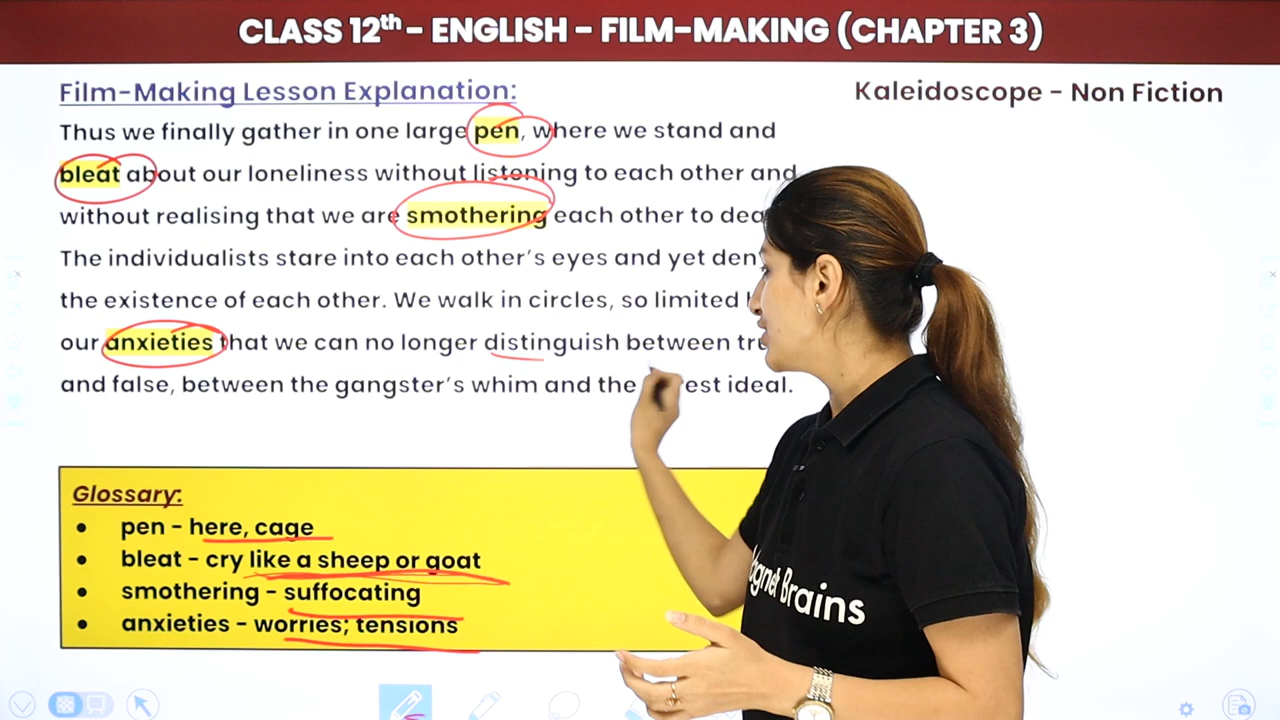 CLASS 12th - ENGLISH - FILM-MAKING (CHAPTER 3)
Film-Making Lesson Explanation:
Kaleidoscope - Non Fiction
Thus we finally gather in one large pen, where we stand and
bleat about our loneliness without listening to each other and
without realising that we are smothering each other to
The individualists stare into each other's eyes and yet
the existence of each other. We walk in circles, so limited
our anxieties that we can no longer distinguish between
and false, between the gangster's whim and the ideal.
Glossary:
• pen - here, cage
• bleat - cry like a sheep or goat
• smothering - suffocating
• anxieties - worries; tensions
Brains